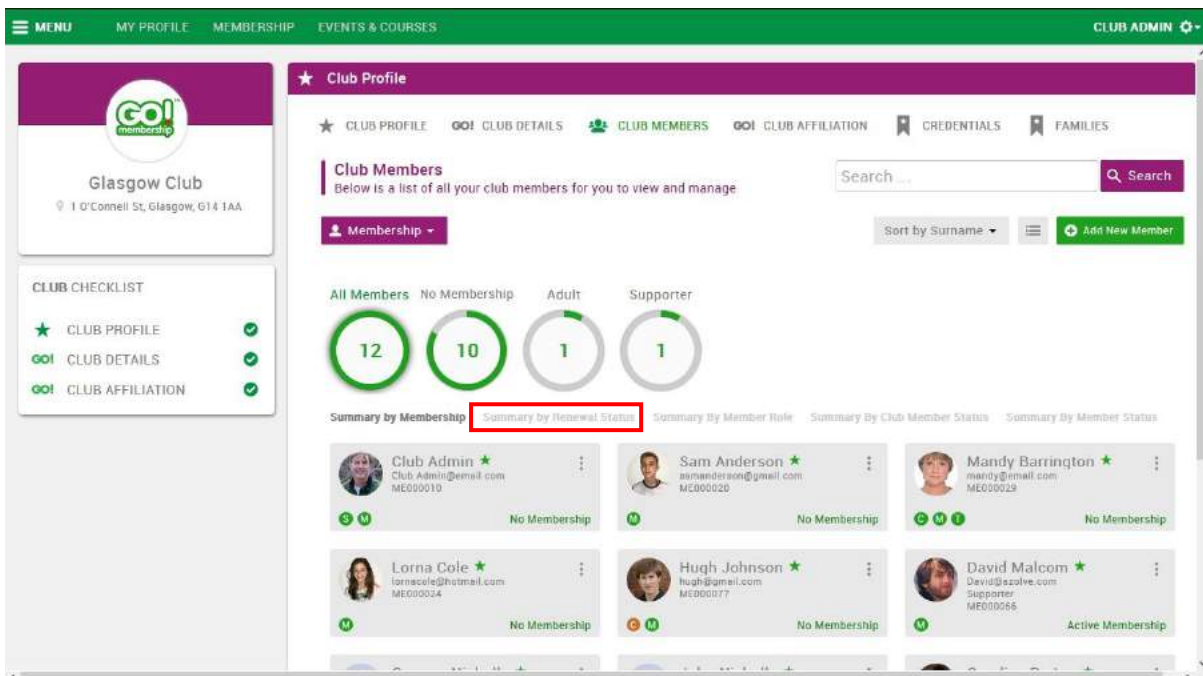 MENU MY PROFILE MEMBERSHIP EVENTS & COURSES CLUB ADMIN
GO!
membership
Glasgow Club
1 O'Connell St, Glasgow, G14 1AA
CLUB CHECKLIST
CLUB PROFILE
GO! CLUB DETAILS
GO! CLUB AFFILIATION
Club Profile
CLUB PROFILE GO! CLUB DETAILS CLUB MEMBERS GO! CLUB AFFILIATION CREDENTIALS FAMILIES
Club Members
Below is a list of all your club members for you to view and manage
Search ... Search
Membership Sort by Surname Add New Member
All Members No Membership Adult Supporter
12 10 1 1
Summary by Membership Summary by Renewal Status Summary By Member Role Summary By Club Member Status Summary By Member Status
Club Admin
Club.Admin@email.com
ME000010
S M No Membership
Sam Anderson
asmanderson@gmail.com
ME000020
M No Membership
Mandy Barrington
mandy@email.com
ME000029
C M T No Membership
Lorna Cole
lornacole@hotmail.com
ME000024
M No Membership
Hugh Johnson
hugh@gmail.com
ME000077
C M No Membership
David Malcom
David@azolve.com
Supporter
ME000066
M Active Membership